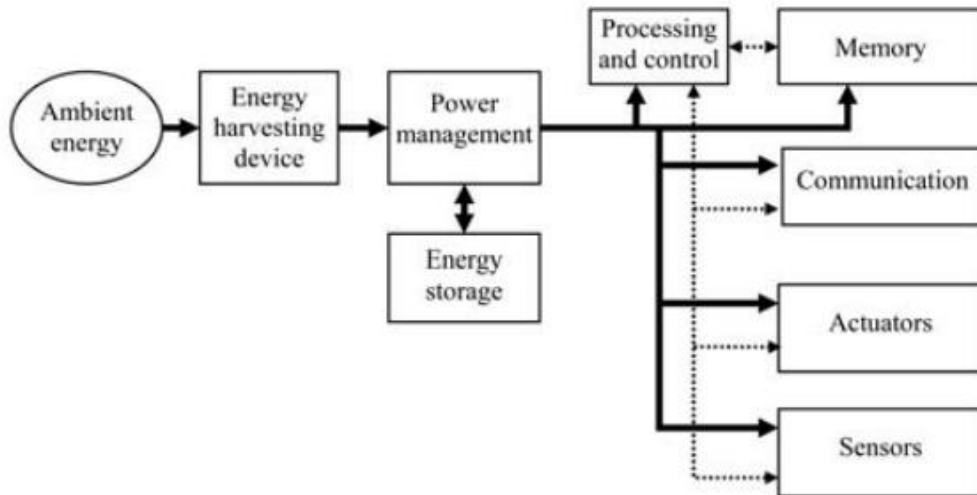 Ambient
energy
Energy
harvesting
device
Power
management
Energy
storage
Processing
and control
Memory
Communication
Actuators
Sensors